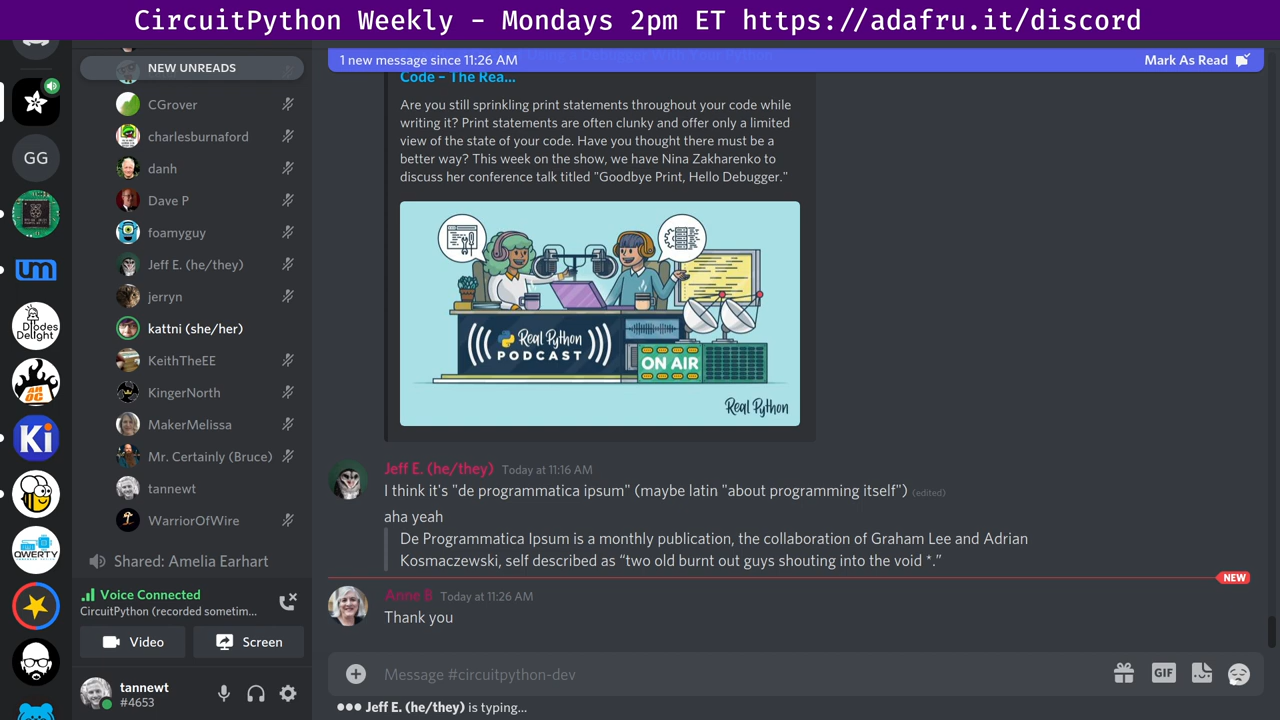 CircuitPython Weekly - Mondays 2pm ET https://adafru.it/discord
NEW UNREADS
CGrover
charlesburnaford
danh
Dave P
foamyguy
Jeff E. (he/they)
jerryn
kattni (she/her)
KeithTheEE
KingerNorth
MakerMelissa
Mr. Certainly (Bruce)
tannewt
WarriorOfWire
Shared: Amelia Earhart
Voice Connected
CircuitPython (recorded sometim...
Video
Screen
tannewt
#4653
GG
Diodes
Delight
Ki
QWERTY
1 new message since 11:26 AM
Mark As Read
Code – The Rea...
Are you still sprinkling print statements throughout your code while
writing it? Print statements are often clunky and offer only a limited
view of the state of your code. Have you thought there must be a
better way? This week on the show, we have Nina Zakharenko to
discuss her conference talk titled "Goodbye Print, Hello Debugger."
Real Python
PODCAST
ON AIR
Real Python
Jeff E. (he/they) Today at 11:16 AM
I think it's "de programmatica ipsum" (maybe latin "about programming itself") (edited)
aha yeah
De Programmatica Ipsum is a monthly publication, the collaboration of Graham Lee and Adrian
Kosmaczewski, self described as “two old burnt out guys shouting into the void *.”
NEW
Anne B Today at 11:26 AM
Thank you
Message #circuitpython-dev
GIF
Jeff E. (he/they) is typing...